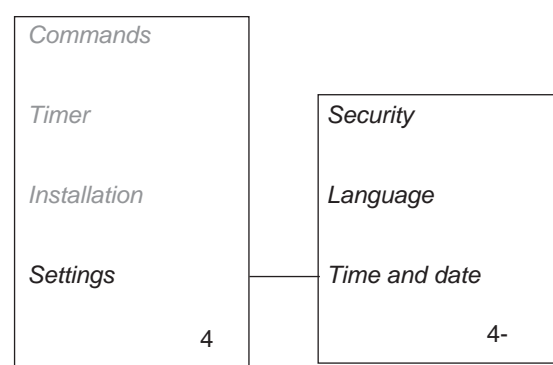 Commands
Timer
Installation
Settings
4
Security
Language
Time and date
4-